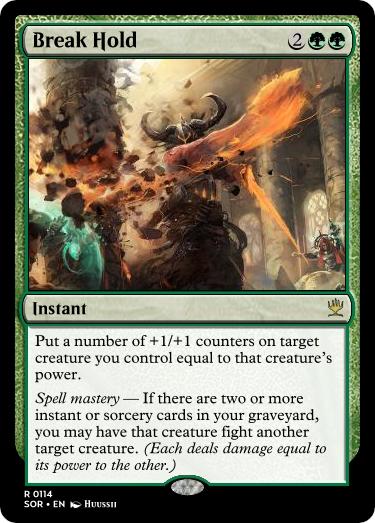 Break Hold 2
Instant
Put a number of +1/+1 counters on target
creature you control equal to that creature's
power.
Spell mastery — If there are two or more
instant or sorcery cards in your graveyard,
you may have that creature fight another
target creature. (Each deals damage equal to
its power to the other.)
R 0114
SOR • EN Huussii